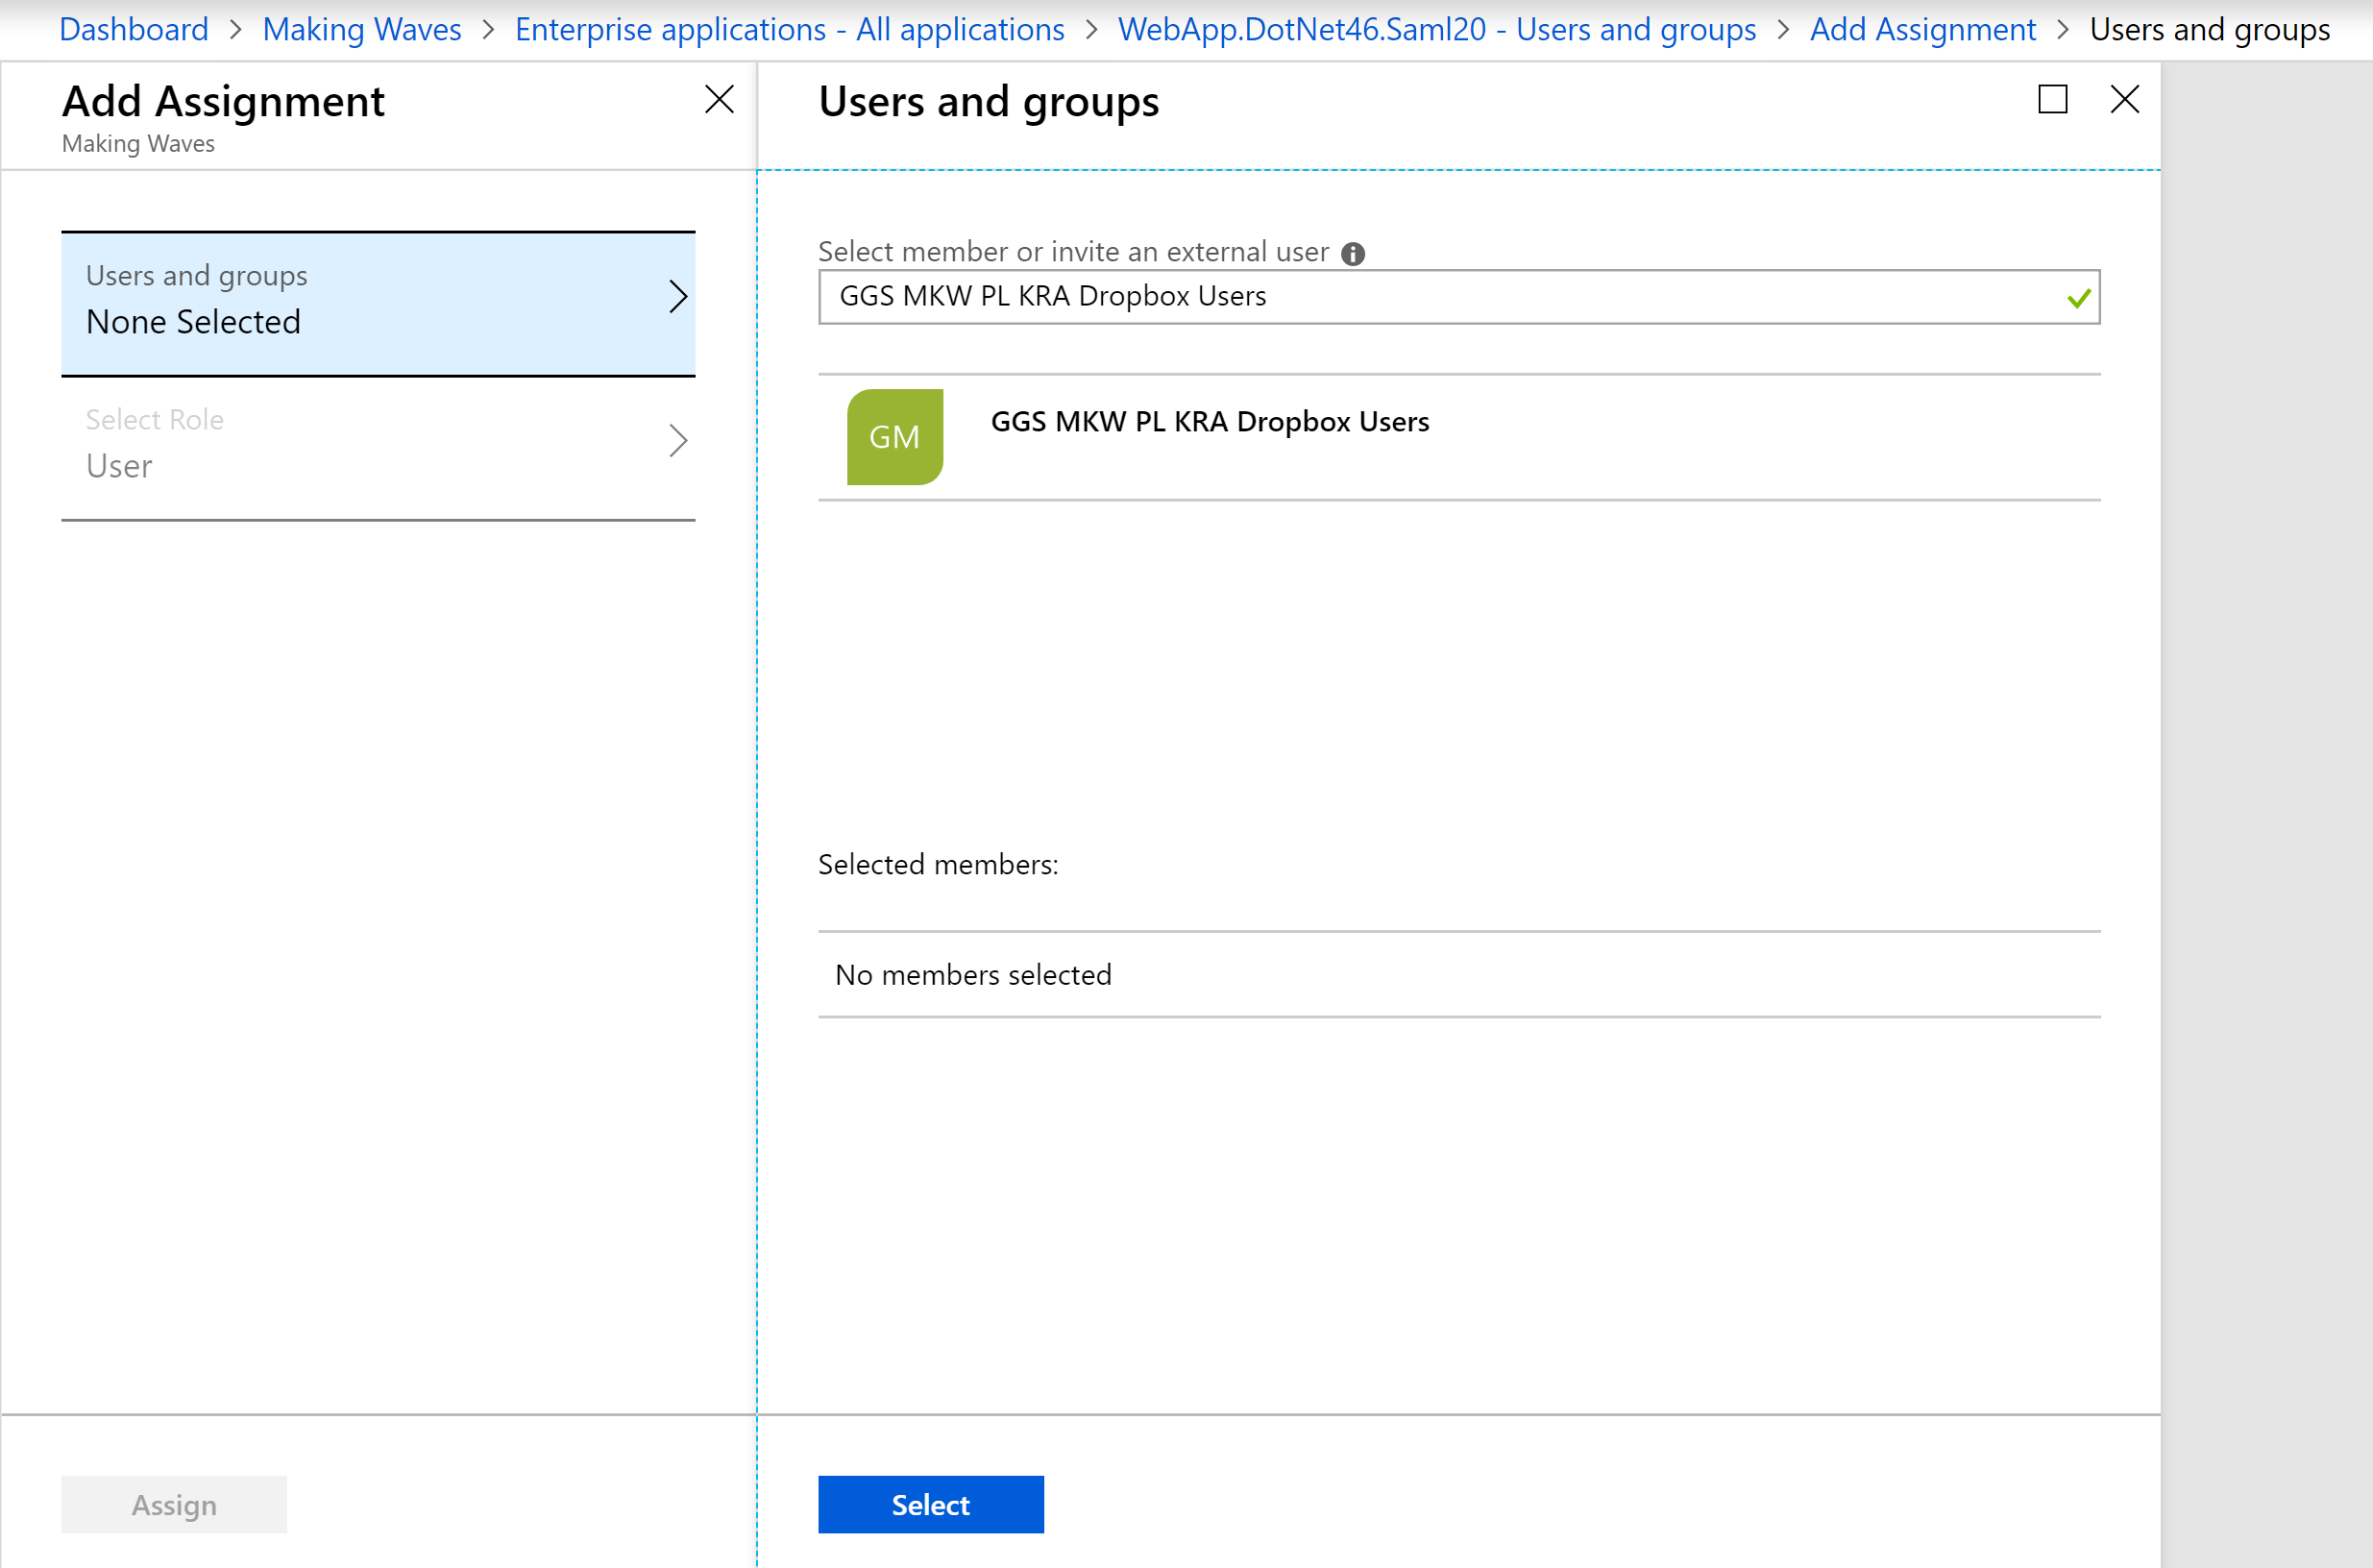 Dashboard > Making Waves > Enterprise applications - All applications > WebApp.DotNet46.Saml20 - Users and groups > Add Assignment > Users and groups
Add Assignment
Making Waves
Users and groups
None Selected
Select Role
User
Assign
Users and groups
Select member or invite an external user
GGS MKW PL KRA Dropbox Users
GM
GGS MKW PL KRA Dropbox Users
Selected members:
No members selected
Select